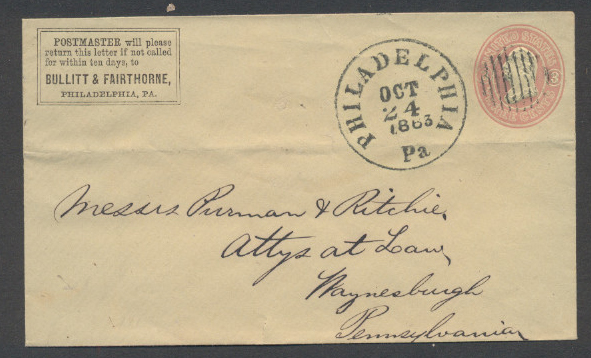 POSTMASTER will please
return this letter if not called
for within ten days, to
BULLITT & FAIRTHORNE,
PHILADELPHIA, PA.
PHILADELPHIA
OCT
24
1863
Pa
Messrs Purman & Ritchie,
Attys at Law,
Waynesburgh
Pennsylvania